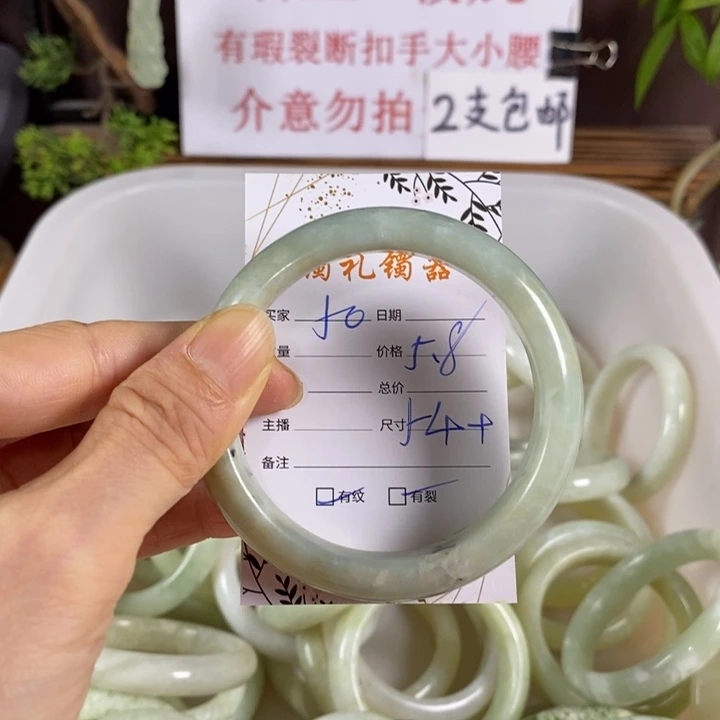 有瑕裂断扣手大小腰
介意勿拍 2支包邮
礼镯器
买家 50 日期
量 价格 5.8
总价
主播 尺寸 54++
备注
□有纹 □有裂